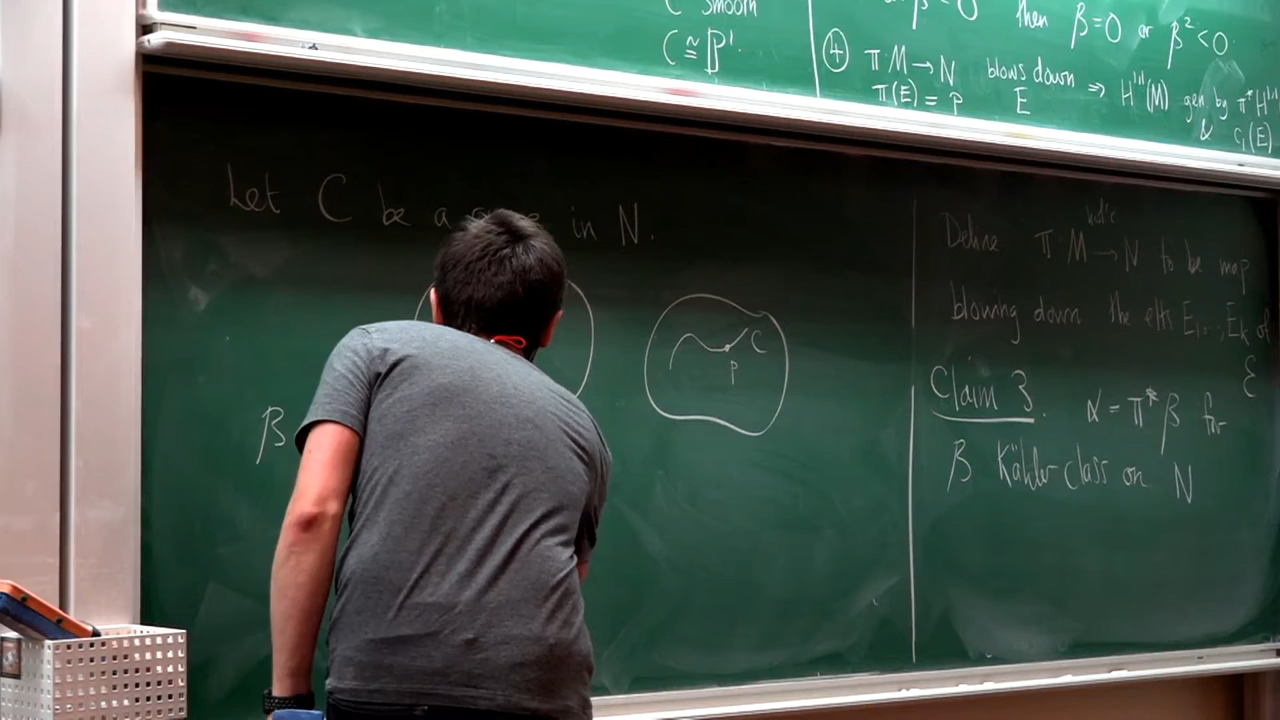 C smooth
C ≅ ℙ¹.
then β=0 or β²<0.
④ π: M → N blows down ⇒ H¹'¹(M) gen. by π*H¹'¹
π(E) = P E & c₁(E)
Let C be a in N.
C
P
β
Define π: M → N to be map
blowing down the elts E₁,..,Eₖ of
ℰ
Claim 3. α = π*β for
β Kähler class on N